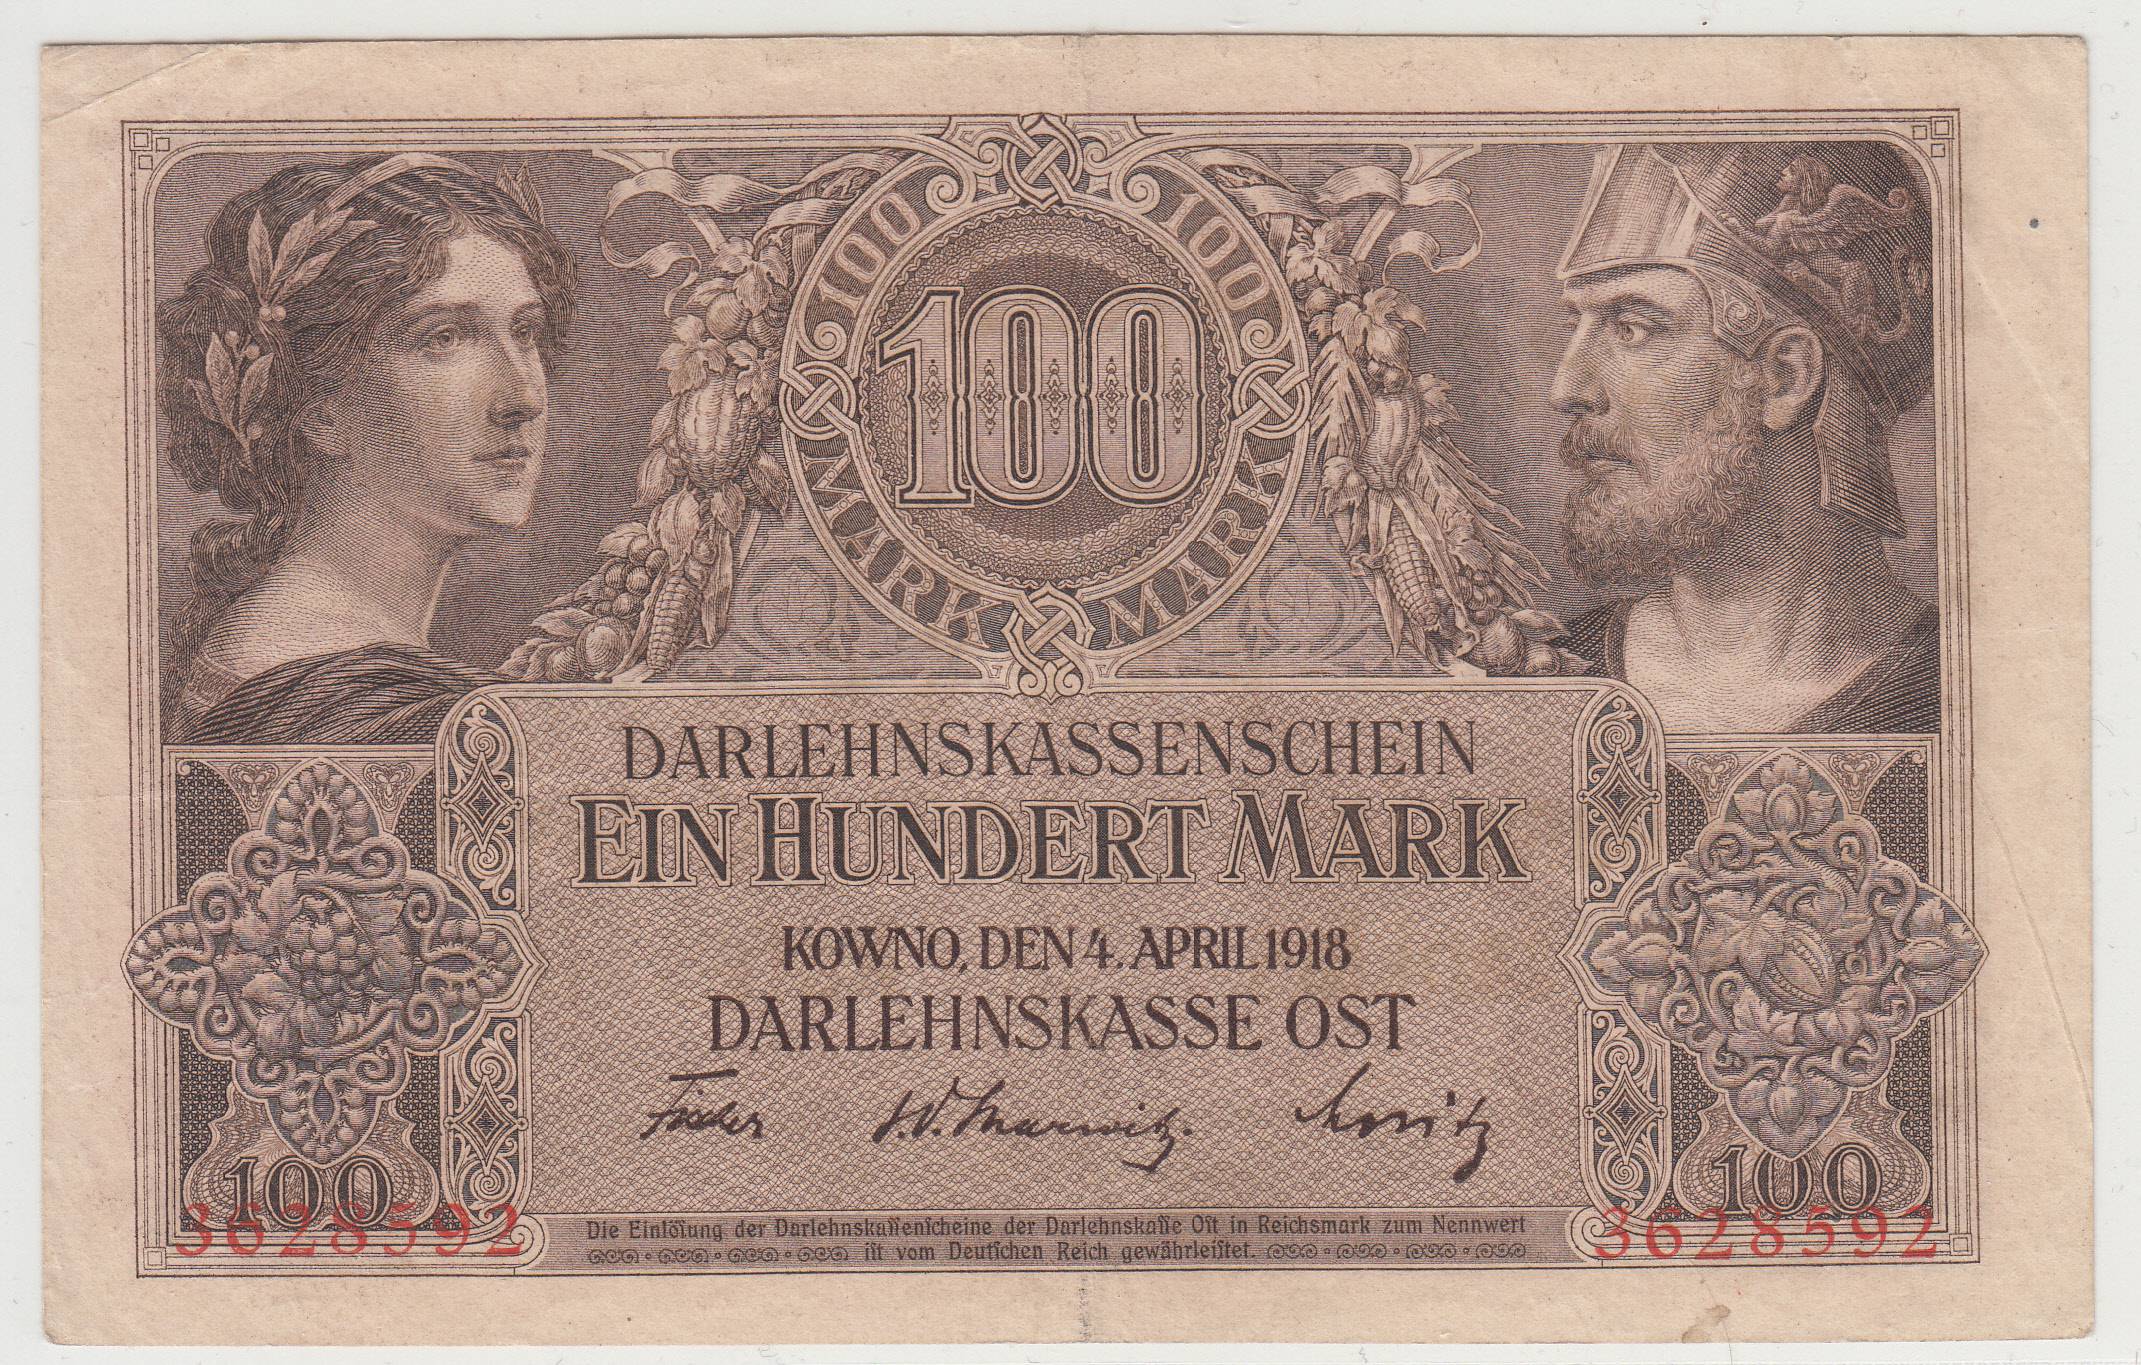 100 100
100
MARK MARK
DARLEHNSKASSENSCHEIN
EIN HUNDERT MARK
KOWNO, DEN 4. APRIL 1918
DARLEHNSKASSE OST
Fischer
100 100
3628592 3628592
Die Einlöſung der Darlehnskaſſenſcheine der Darlehnskaſſe Oſt in Reichsmark zum Nennwert
iſt vom Deutſchen Reich gewährleiſtet.